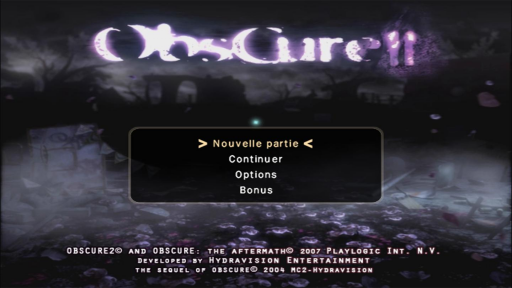 ObsCure II
> Nouvelle partie <
Continuer
Options
Bonus
OBSCURE2© AND OBSCURE: THE AFTERMATH© 2007 PLAYLOGIC INT. N.V.
DEVELOPED BY HYDRAVISION ENTERTAINMENT
THE SEQUEL OF OBSCURE© 2004 MC2-HYDRAVISION